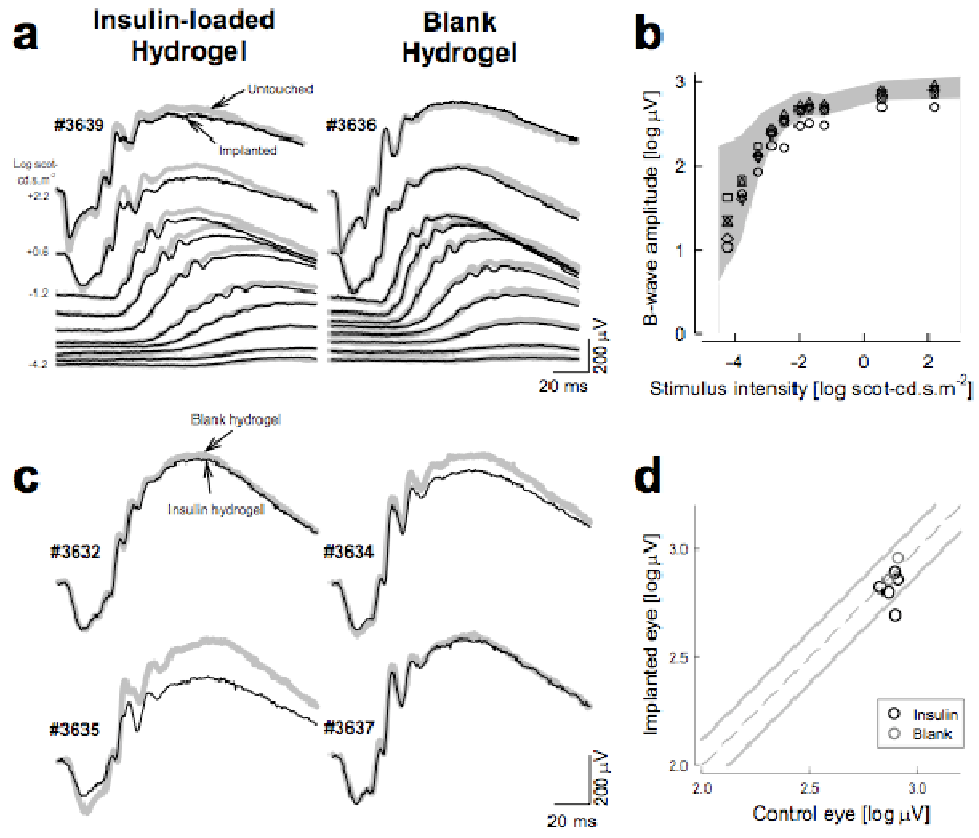 a
Insulin-loaded
Hydrogel
Blank
Hydrogel
b
Untouched
#3639
#3636
Implanted
Log scot-
cd.s.m⁻²
+2.2
+0.6
-1.2
-4.2
200 µV
20 ms
B-wave amplitude [log µV]
3
2
1
0
-4
-2
0
2
Stimulus intensity [log scot-cd.s.m⁻²]
c
Blank hydrogel
Insulin hydrogel
#3632
#3634
#3635
#3637
200 µV
20 ms
d
Implanted eye [log µV]
3.0
2.5
2.0
Insulin
Blank
2.0
2.5
3.0
Control eye [log µV]